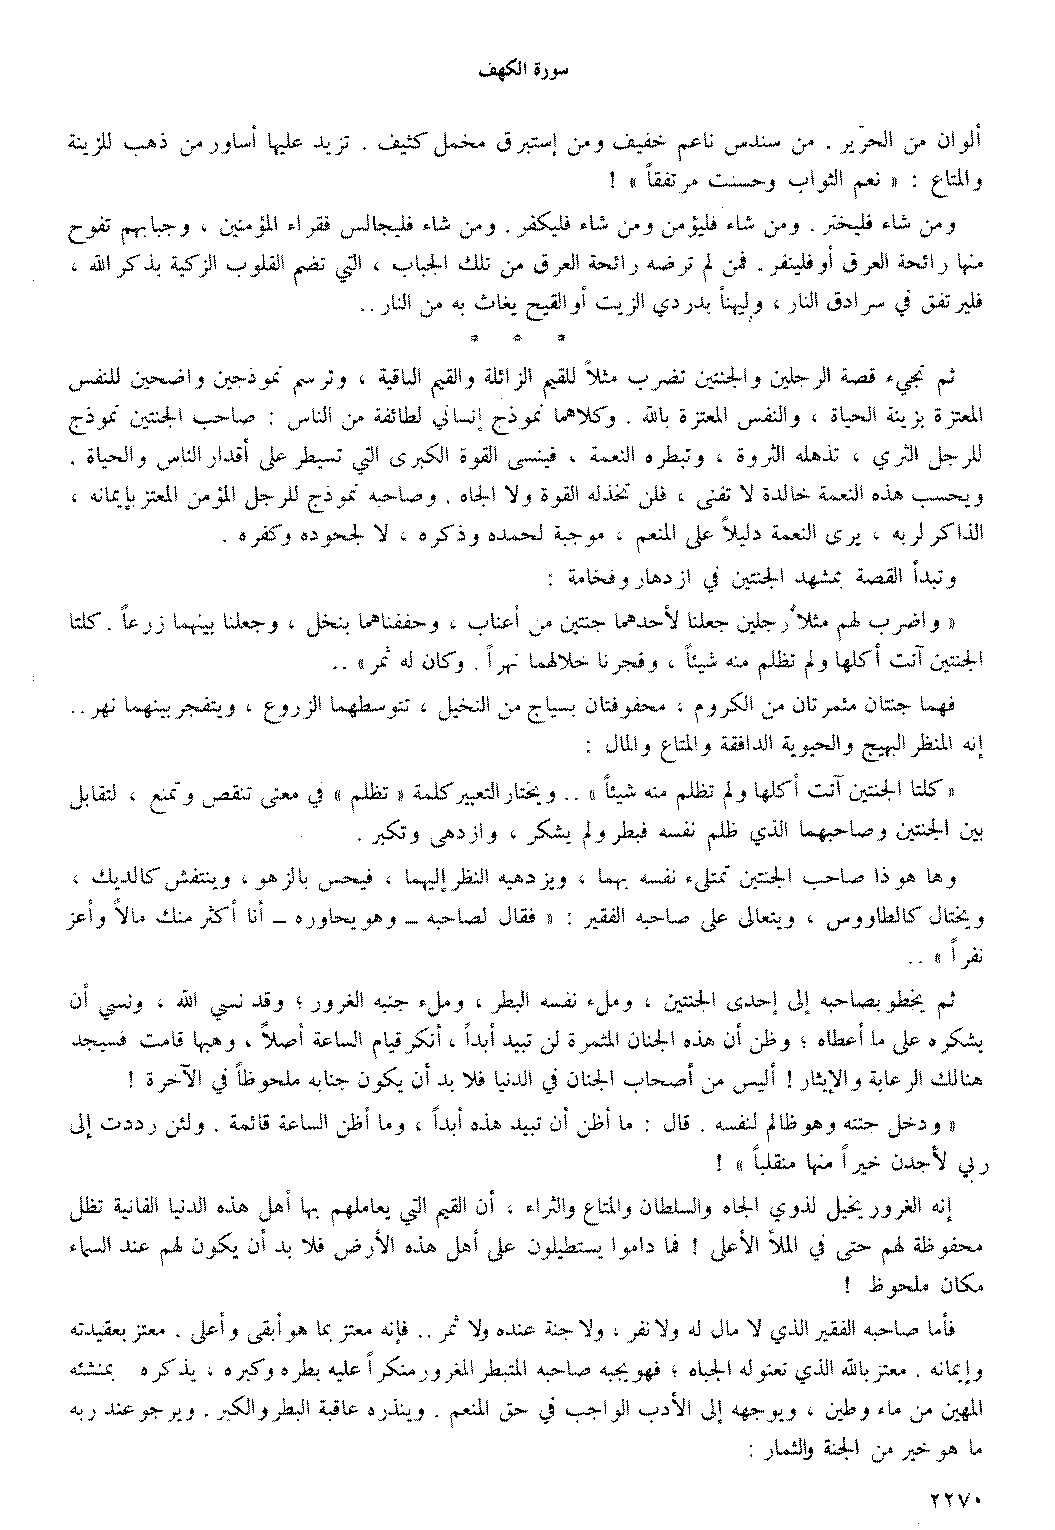 سورة الكهف
ألوان من الحرير . من سندس ناعم خفيف ومن إستبرق مخمل كثيف . تزيد عليها أساور من ذهب للزينة
والمتاع : « نعم الثواب وحسنت مرتفقاً » !
ومن شاء فليختر . ومن شاء فليؤمن ومن شاء فليكفر . ومن شاء فليجالس فقراء المؤمنين ، وجبابهم تفوح
منها رائحة العرق أو فلينفر . فمن لم ترضه رائحة العرق من تلك الجباب ، التي تضم القلوب الزكية بذكر الله ،
فليرتفق في سرادق النار ، وليهنأ بدردي الزيت أو القيح يغاث به من النار ..
* * *
ثم تجيء قصة الرجلين والجنتين تضرب مثلاً للقيم الزائلة والقيم الباقية ، وترسم نموذجين واضحين للنفس
المعتزة بزينة الحياة ، والنفس المعتزة بالله . وكلاهما نموذج إنساني لطائفة من الناس : صاحب الجنتين نموذج
للرجل الثري ، تذهله الثروة ، وتبطره النعمة ، فينسى القوة الكبرى التي تسيطر على أقدار الناس والحياة .
ويحسب هذه النعمة خالدة لا تفنى ، فلن تخذله القوة ولا الجاه . وصاحبه نموذج للرجل المؤمن المعتز بإيمانه ،
الذاكر لربه ، يرى النعمة دليلاً على المنعم ، موجبة لحمده وذكره ، لا لجحوده وكفره .
وتبدأ القصة بمشهد الجنتين في ازدهار وفخامة :
« واضرب لهم مثلاً رجلين جعلنا لأحدهما جنتين من أعناب ، وحففناهما بنخل ، وجعلنا بينهما زرعاً . كلتا
الجنتين آتت أكلها ولم تظلم منه شيئاً ، وفجرنا خلالهما نهراً . وكان له ثمر » ..
فهما جنتان مثمرتان من الكروم ، محفوفتان بسياج من النخيل ، تتوسطهما الزروع ، ويتفجر بينهما نهر ..
إنه المنظر البهيج والحيوية الدافقة والمتاع والمال :
« كلتا الجنتين آتت أكلها ولم تظلم منه شيئاً » .. ويختار التعبير كلمة « تظلم » في معنى تنقص وتمنع ، لتقابل
بين الجنتين وصاحبهما الذي ظلم نفسه فبطر ولم يشكر ، وازدهى وتكبر .
وها هو ذا صاحب الجنتين تمتلىء نفسه بهما ، ويزدهيه النظر إليهما ، فيحس بالزهو ، وينتفش كالديك ،
ويختال كالطاووس ، ويتعالى على صاحبه الفقير : « فقال لصاحبه – وهو يحاوره – أنا أكثر منك مالاً وأعز
نفراً » ..
ثم يخطو بصاحبه إلى إحدى الجنتين ، وملء نفسه البطر ، وملء جنبه الغرور ؛ وقد نسي الله ، ونسي أن
يشكره على ما أعطاه ؛ وظن أن هذه الجنان المثمرة لن تبيد أبداً ، أنكر قيام الساعة أصلاً ، وهبها قامت فسيجد
هنالك الرعاية والإيثار ! أليس من أصحاب الجنان في الدنيا فلا بد أن يكون جنابه ملحوظاً في الآخرة !
« ودخل جنته وهو ظالم لنفسه . قال : ما أظن أن تبيد هذه أبداً ، وما أظن الساعة قائمة . ولئن رددت إلى
ربي لأجدن خيراً منها منقلباً » !
إنه الغرور يخيل لذوي الجاه والسلطان والمتاع والثراء ، أن القيم التي يعاملهم بها أهل هذه الدنيا الفانية تظل
محفوظة لهم حتى في الملأ الأعلى ! فما داموا يستطيلون على أهل هذه الأرض فلا بد أن يكون لهم عند السماء
مكان ملحوظ !
فأما صاحبه الفقير الذي لا مال له ولا نفر ، ولا جنة عنده ولا ثمر .. فإنه معتز بما هو أبقى وأعلى . معتز بعقيدته
وإيمانه . معتز بالله الذي تعنو له الجباه ؛ فهو يجبه صاحبه المتبطر المغرور منكراً عليه بطره وكبره ، يذكره بمنشئه
المهين من ماء وطين ، ويوجهه إلى الأدب الواجب في حق المنعم . وينذره عاقبة البطر والكبر . ويرجو عند ربه
ما هو خير من الجنة والثمار :
٢٢٧٠